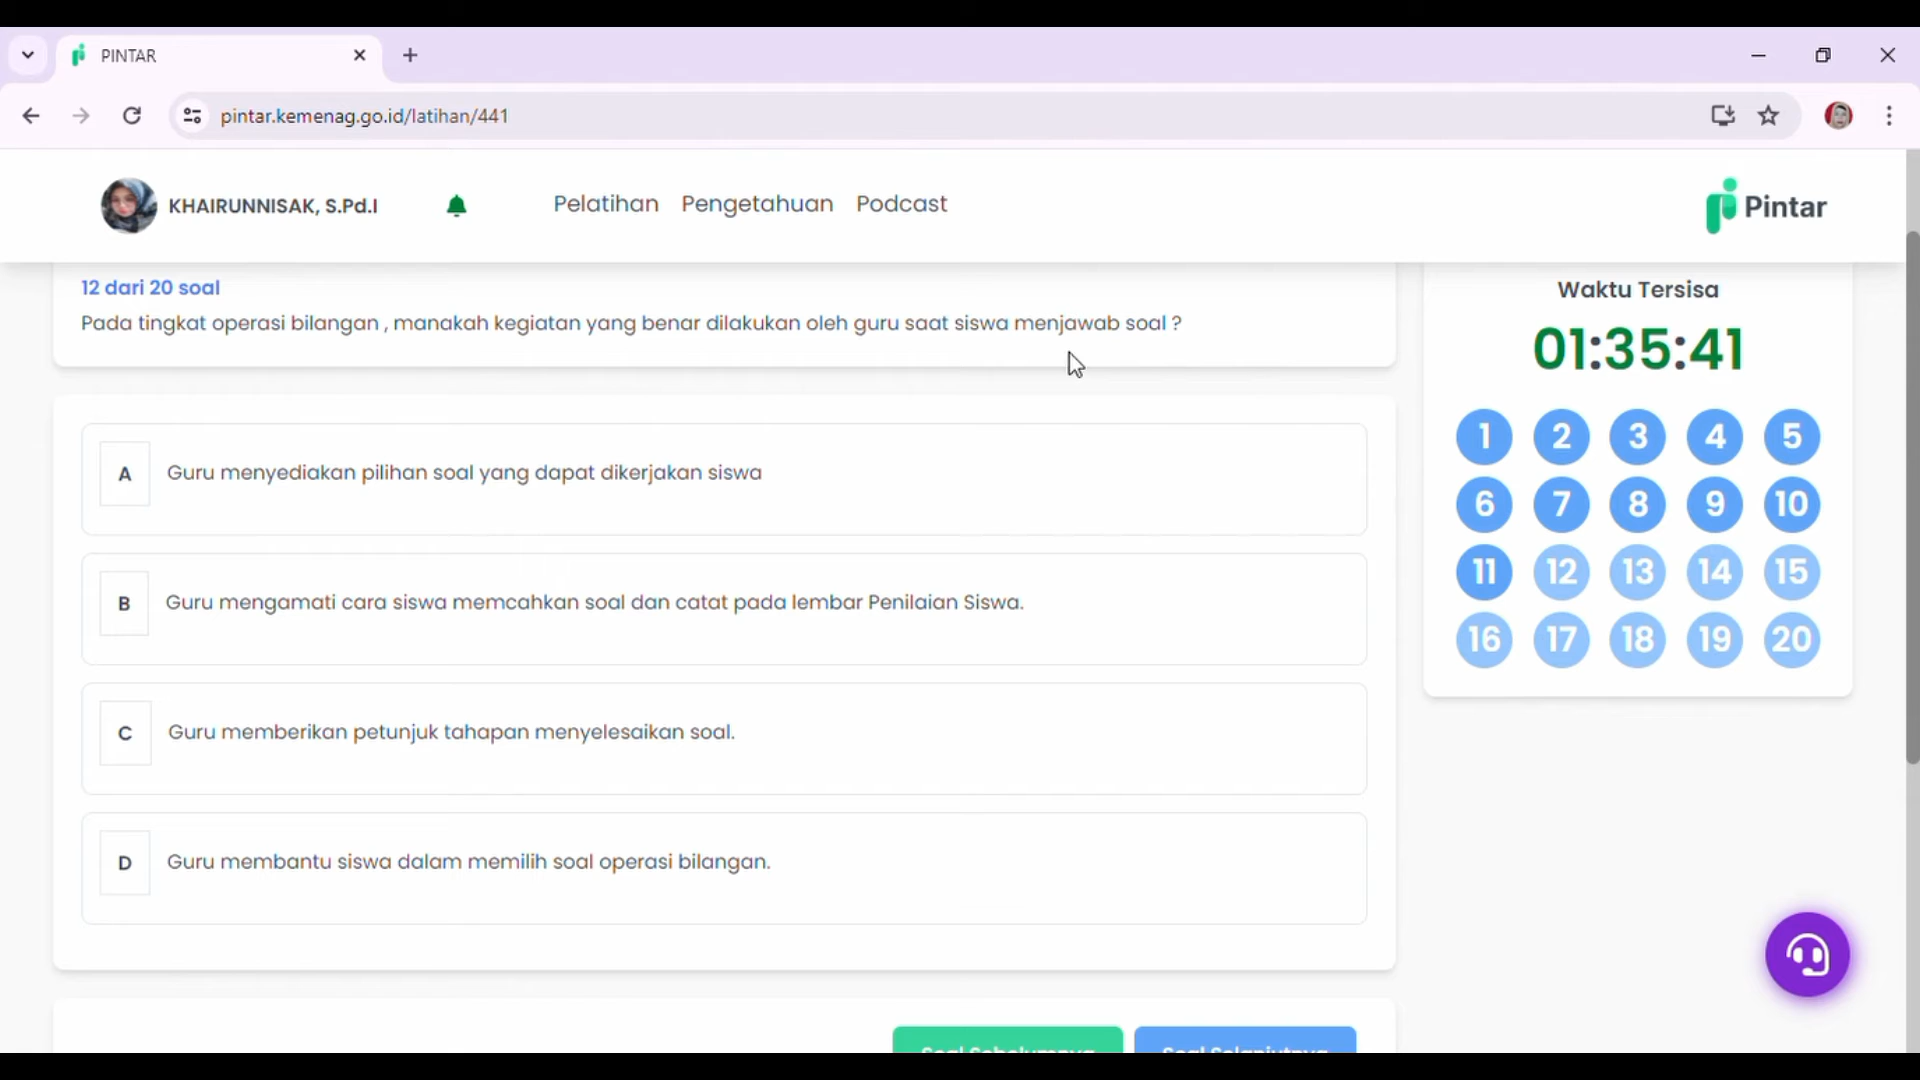 PINTAR
pintar.kemenag.go.id/latihan/441
KHAIRUNNISAK, S.Pd.I
Pelatihan Pengetahuan Podcast
Pintar
12 dari 20 soal
Pada tingkat operasi bilangan , manakah kegiatan yang benar dilakukan oleh guru saat siswa menjawab soal ?
A Guru menyediakan pilihan soal yang dapat dikerjakan siswa
B Guru mengamati cara siswa memcahkan soal dan catat pada lembar Penilaian Siswa.
C Guru memberikan petunjuk tahapan menyelesaikan soal.
D Guru membantu siswa dalam memilih soal operasi bilangan.
Soal Sebelumnya Soal Selanjutnya
Waktu Tersisa
01:35:41
1 2 3 4 5
6 7 8 9 10
11 12 13 14 15
16 17 18 19 20